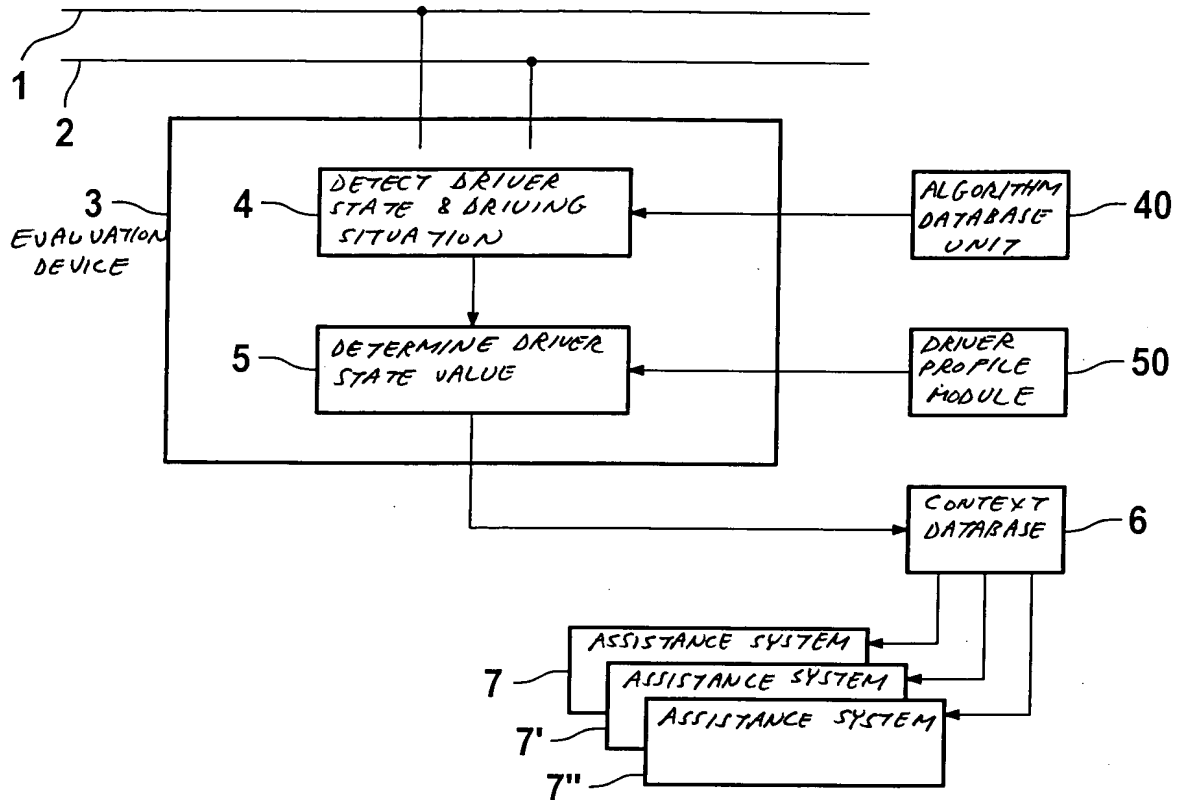 1
2
3
EVALUATION
DEVICE
4
DETECT DRIVER
STATE & DRIVING
SITUATION
ALGORITHM
DATABASE
UNIT
40
5
DETERMINE DRIVER
STATE VALUE
DRIVER
PROFILE
MODULE
50
CONTEXT
DATABASE
6
ASSISTANCE SYSTEM
7
ASSISTANCE SYSTEM
7'
ASSISTANCE SYSTEM
7"